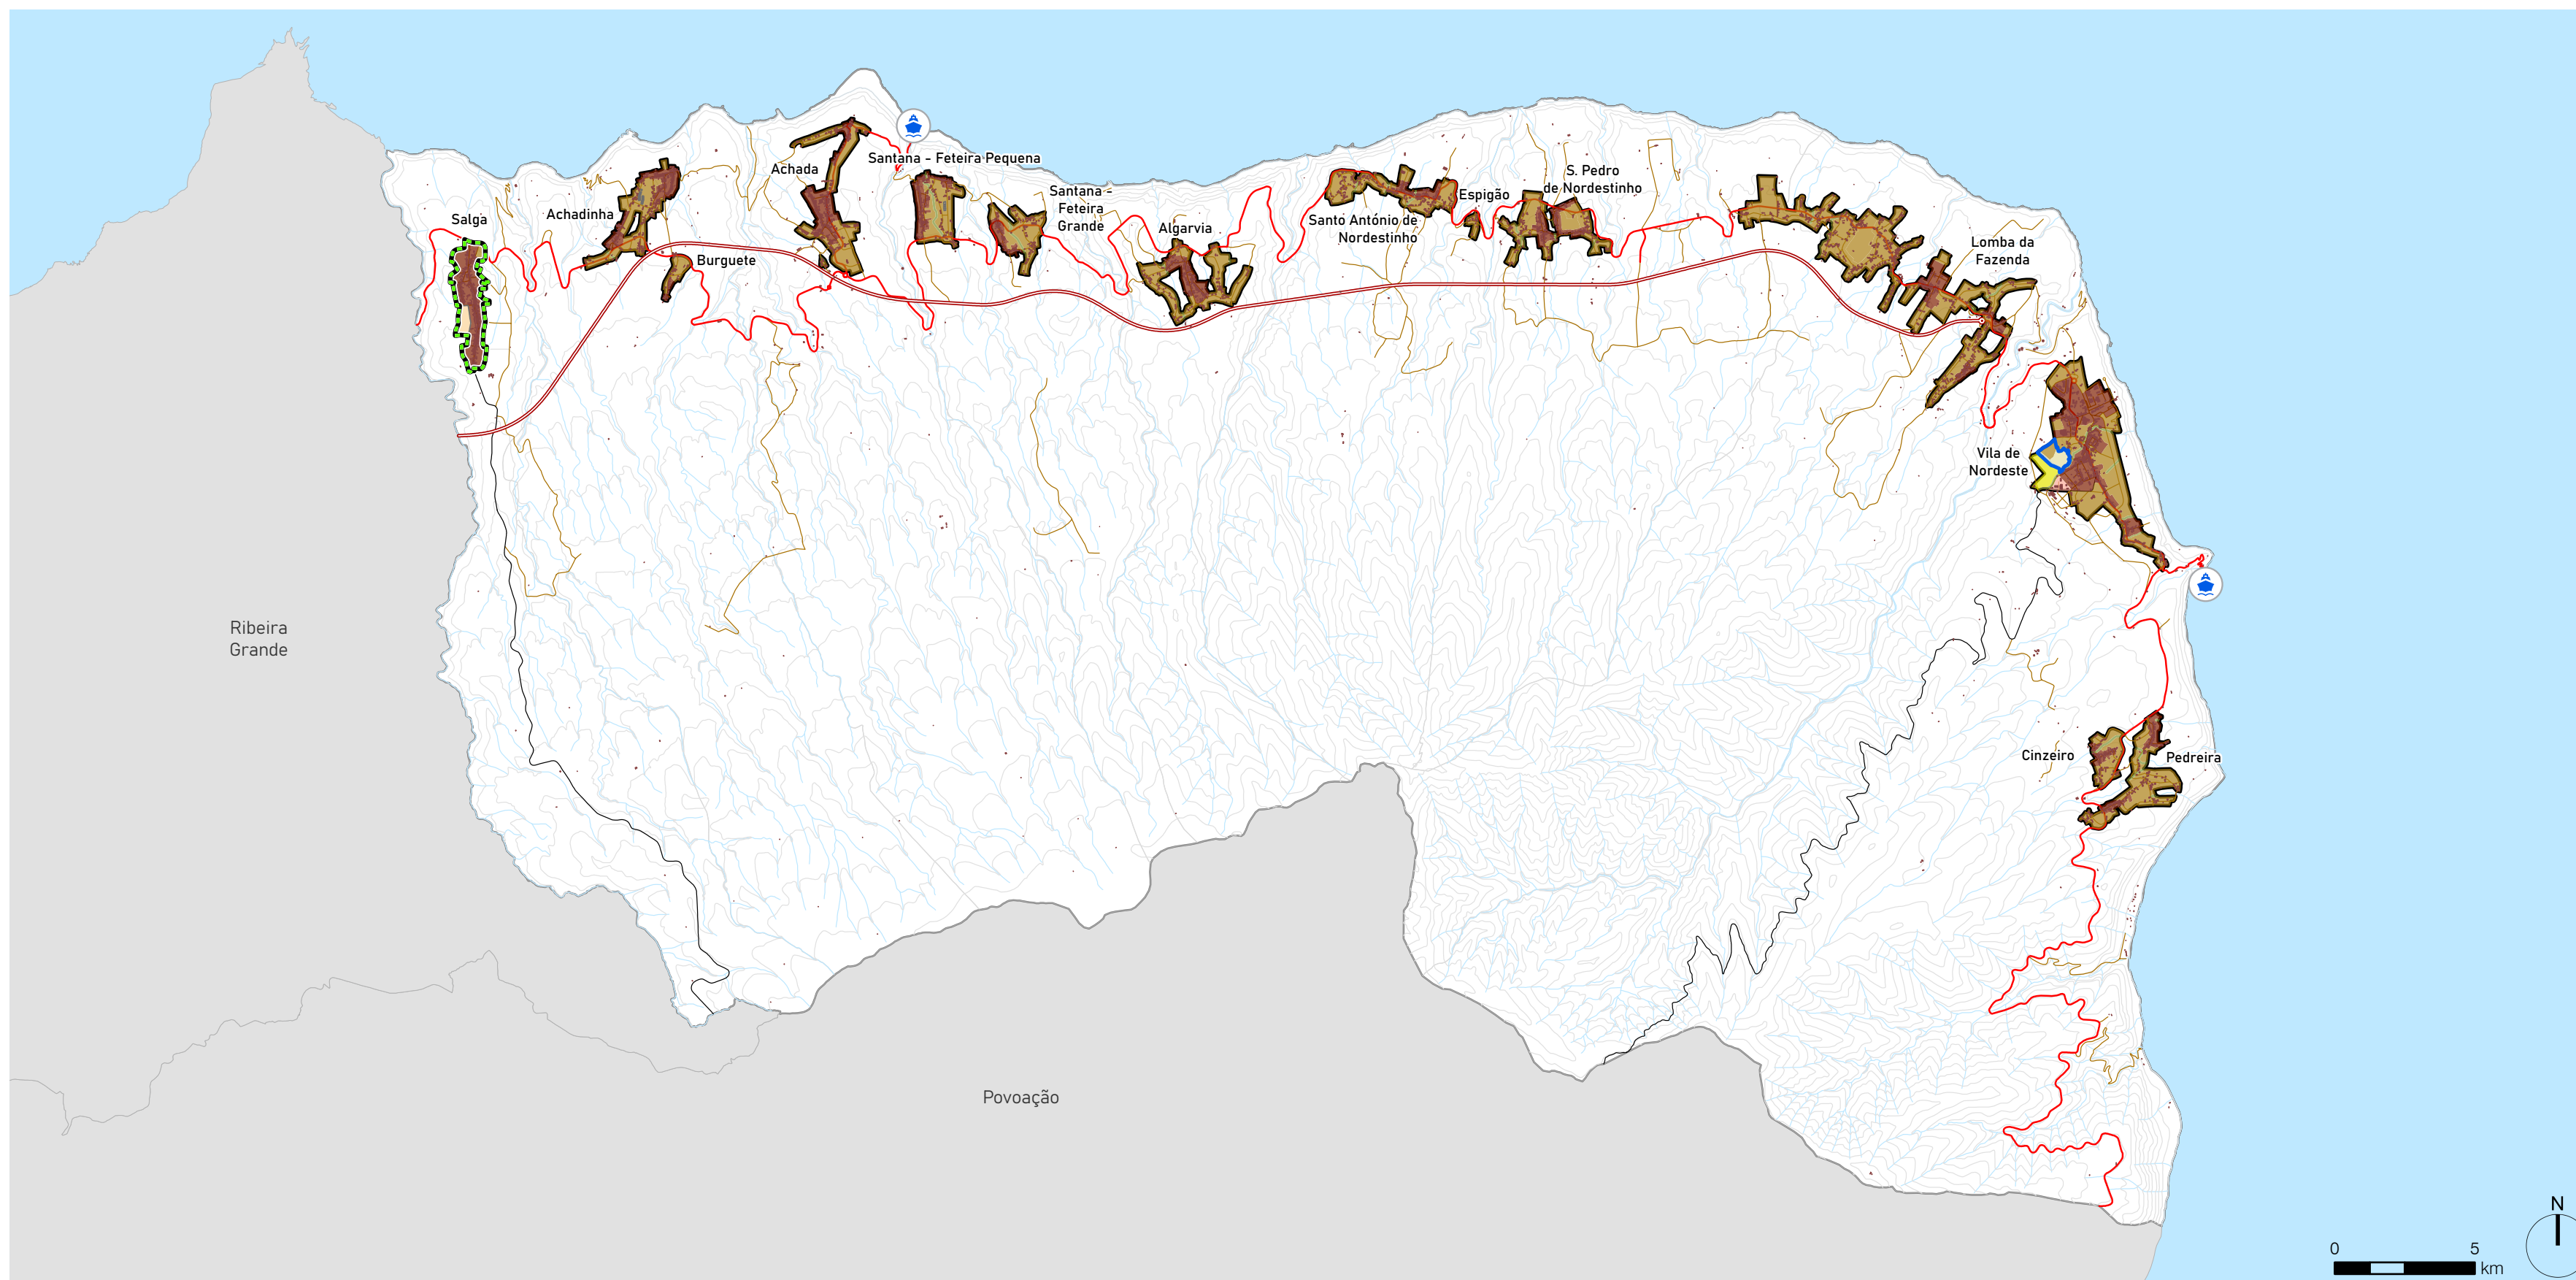 Achada
Santana - Feteira Pequena
Santana -
Feteira
Grande
S. Pedro
de Nordestinho
Espigão
Santo António de
Nordestinho
Salga
Achadinha
Algarvia
Burguete
Lomba da
Fazenda
Vila de
Nordeste
Ribeira
Grande
Cinzeiro
Pedreira
Povoação
N
0 5
km